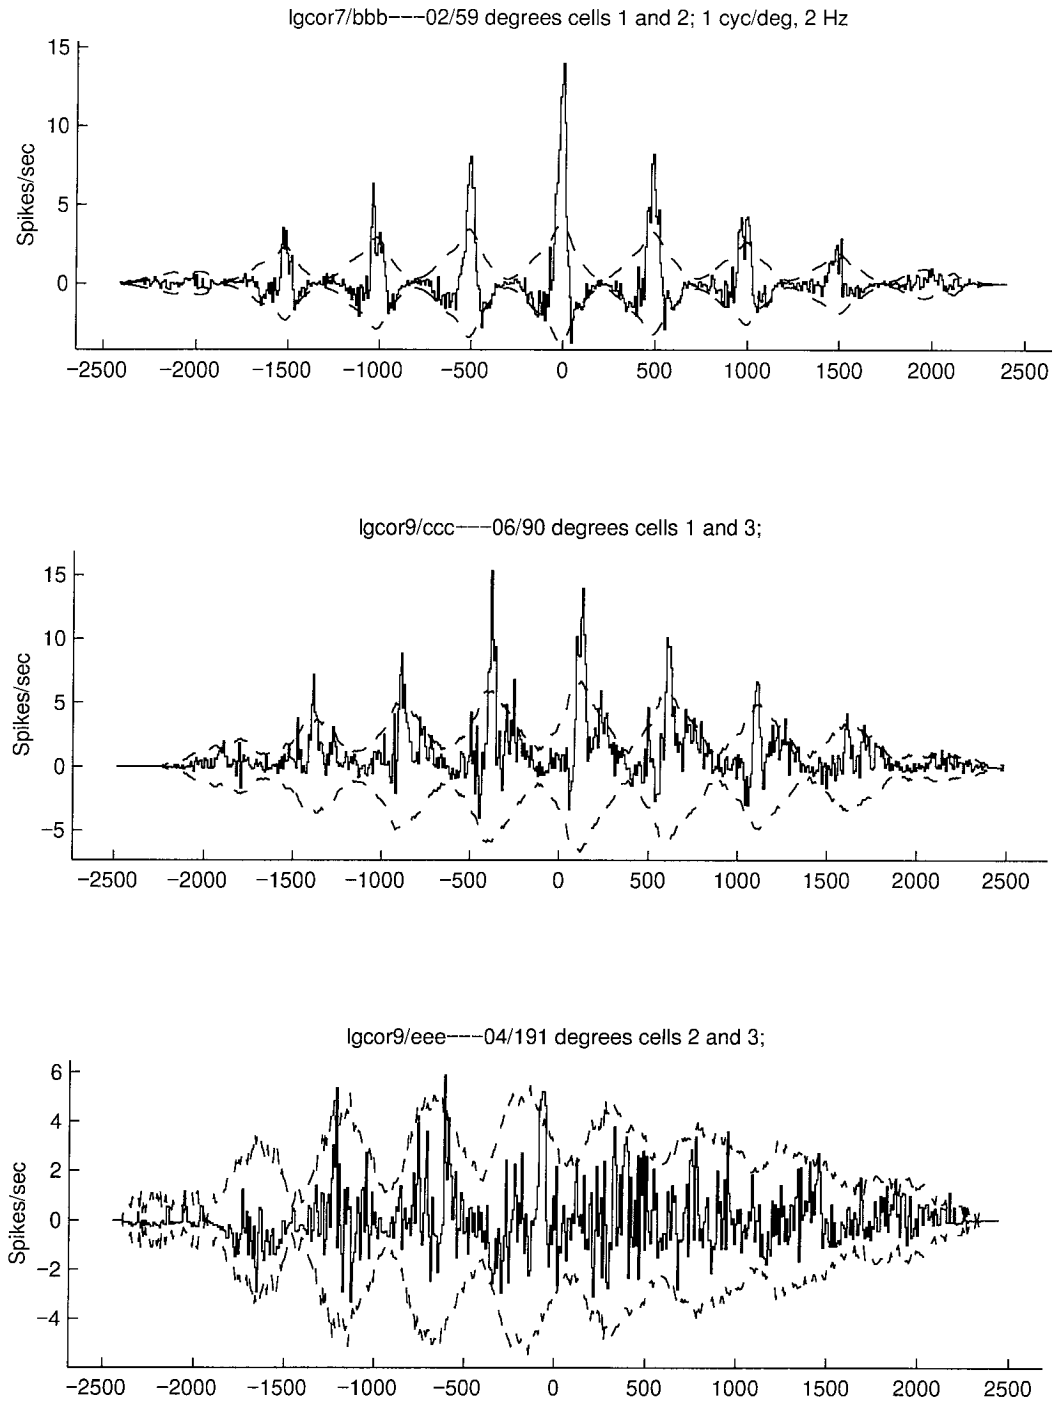 lgcor7/bbb---02/59 degrees cells 1 and 2; 1 cyc/deg, 2 Hz
15
10
5
0
Spikes/sec
−2500 −2000 −1500 −1000 −500 0 500 1000 1500 2000 2500
lgcor9/ccc---06/90 degrees cells 1 and 3;
15
10
5
0
−5
Spikes/sec
−2500 −2000 −1500 −1000 −500 0 500 1000 1500 2000 2500
lgcor9/eee---04/191 degrees cells 2 and 3;
6
4
2
0
−2
−4
Spikes/sec
−2500 −2000 −1500 −1000 −500 0 500 1000 1500 2000 2500